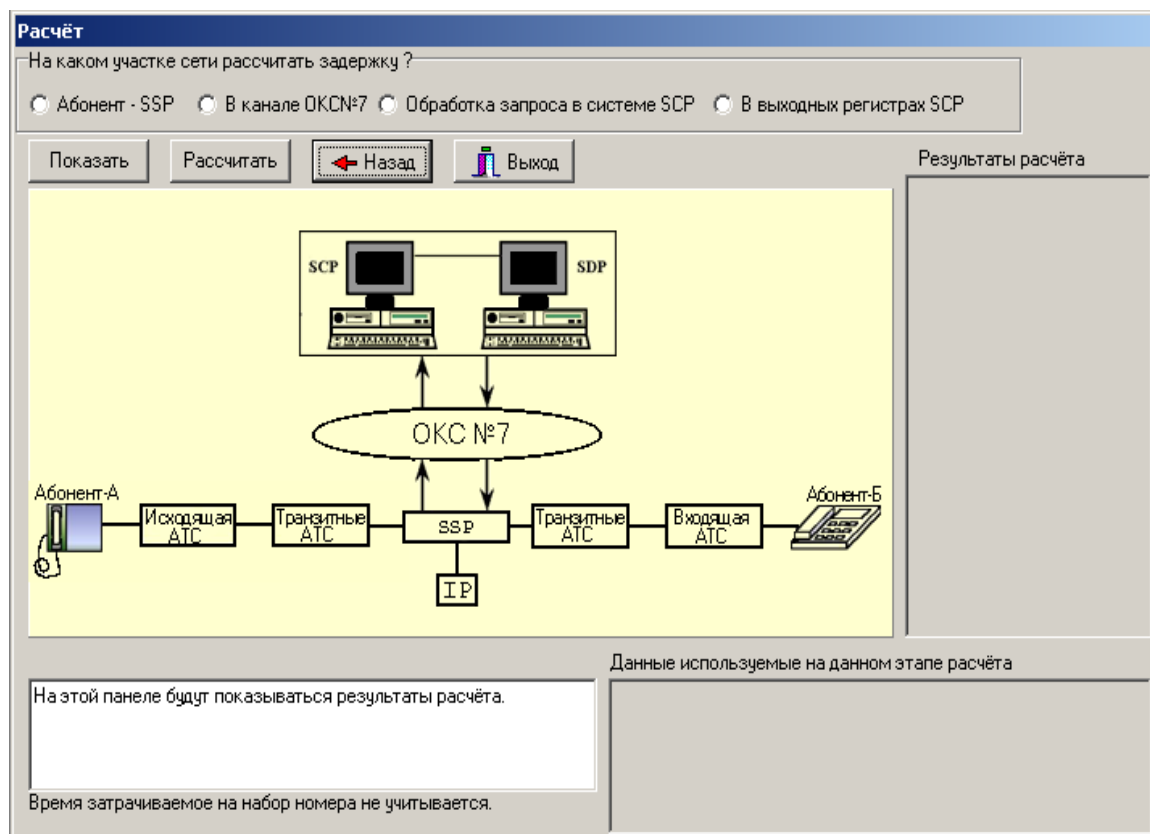 Расчёт
На каком участке сети рассчитать задержку ?
Абонент - SSP
В канале ОКС№7
Обработка запроса в системе SCP
В выходных регистрах SCP
Показать
Рассчитать
Назад
Выход
Результаты расчёта
SCP
SDP
ОКС №7
Абонент-А
Абонент-Б
Исходящая
АТС
Транзитные
АТС
SSP
Транзитные
АТС
Входящая
АТС
IP
Данные используемые на данном этапе расчёта
На этой панеле будут показываться результаты расчёта.
Время затрачиваемое на набор номера не учитывается.